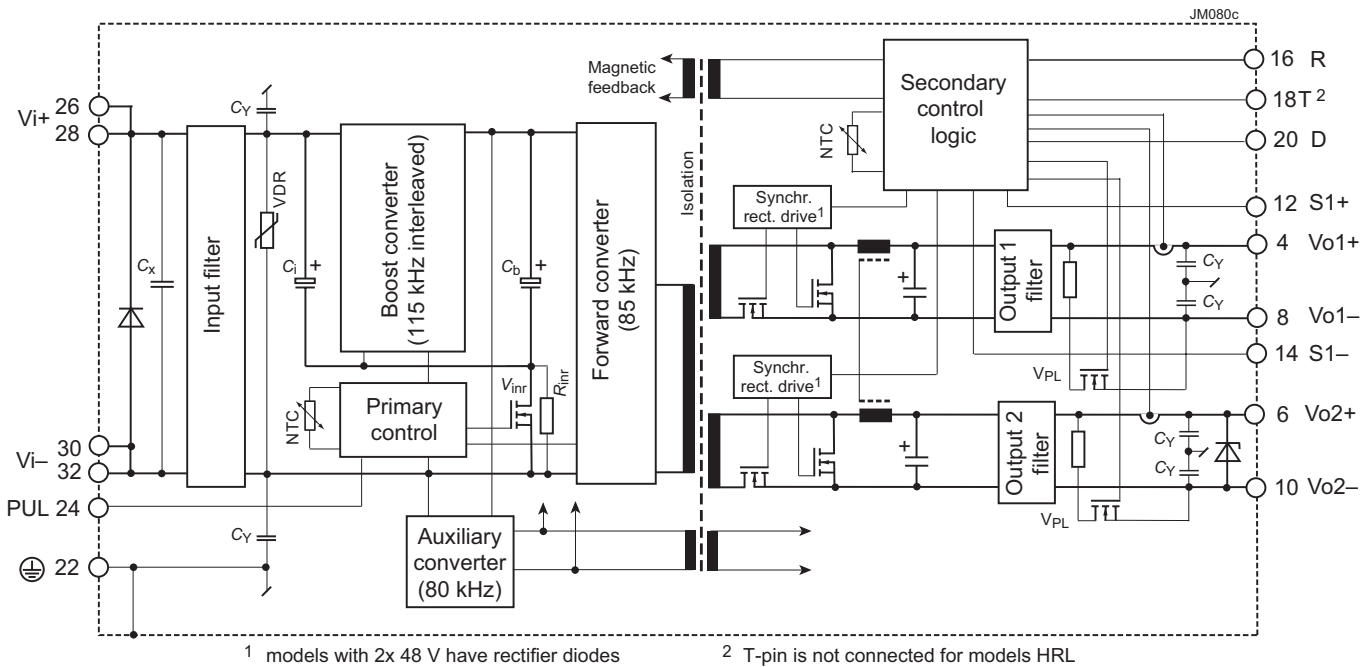 JM080c
16 R
Magnetic
feedback
Secondary
control
logic
18 T 2
20 D
NTC
26
Vi+
28
CY
Input filter
VDR
Cx
Ci
+
Boost converter
(115 kHz interleaved)
Cb
+
Forward converter
(85 kHz)
Isolation
Synchr.
rect. drive1
12 S1+
4 Vo1+
+
Output 1
filter
CY
CY
8 Vo1–
14 S1–
VPL
Synchr.
rect. drive1
6 Vo2+
+
Output 2
filter
CY
CY
10 Vo2–
VPL
NTC
Primary
control
Vinr
Rinr
30
Vi–
32
PUL 24
CY
22
Auxiliary
converter
(80 kHz)
1 models with 2x 48 V have rectifier diodes
2 T-pin is not connected for models HRL